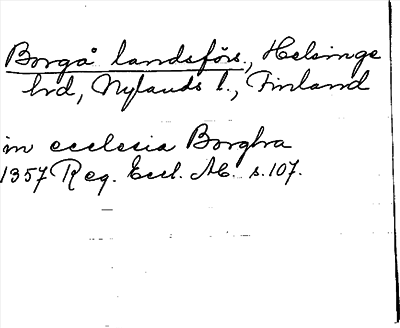 Borgå landsförs., Helsinge
hrd, Nylands l., Finland
in ecclesia Borgha
1357 Reg. Eccl. Ab. s. 107.